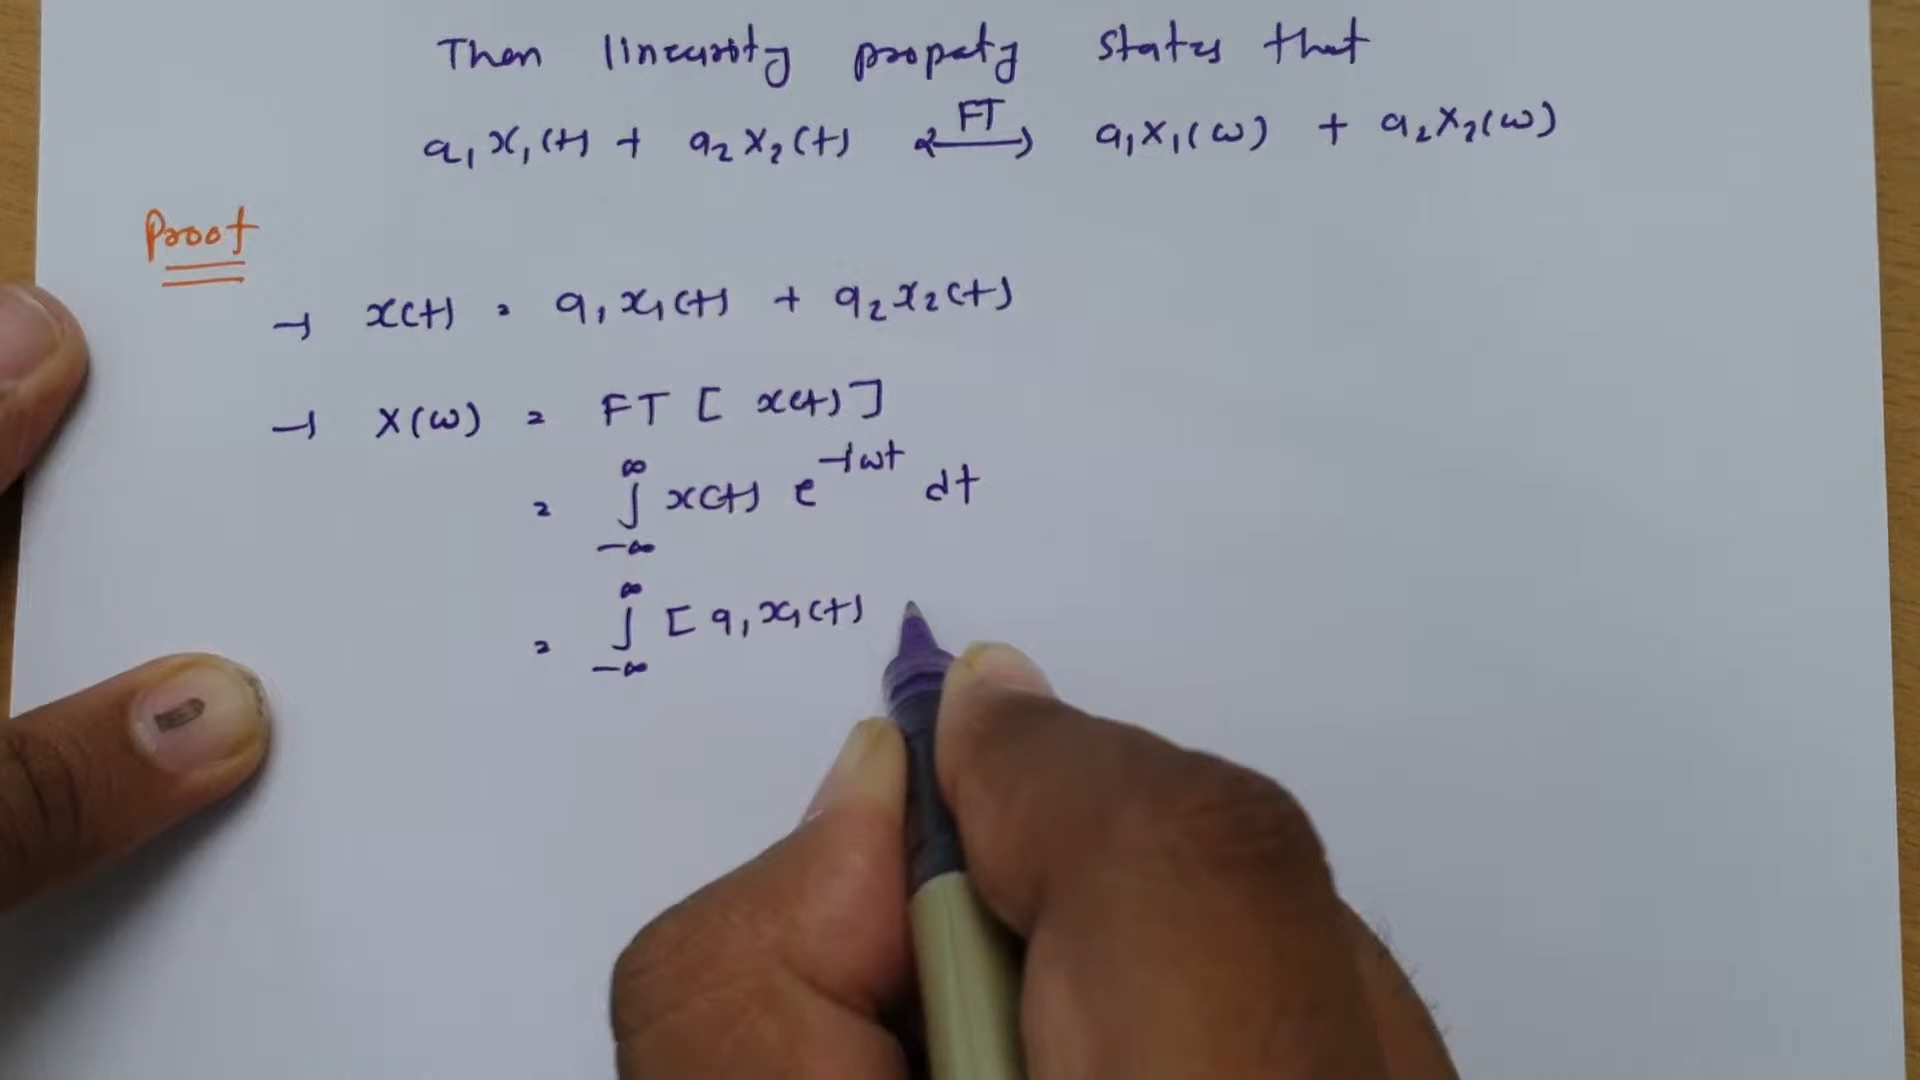 Then linearity property states that
a₁x₁(t) + a₂x₂(t) ⟷FT a₁X₁(ω) + a₂X₂(ω)
Proof
→ x(t) = a₁x₁(t) + a₂x₂(t)
→ X(ω) = FT [ x(t) ]
= ∫_{-∞}^{∞} x(t) e^{-jωt} dt
= ∫_{-∞}^{∞} [ a₁x₁(t)